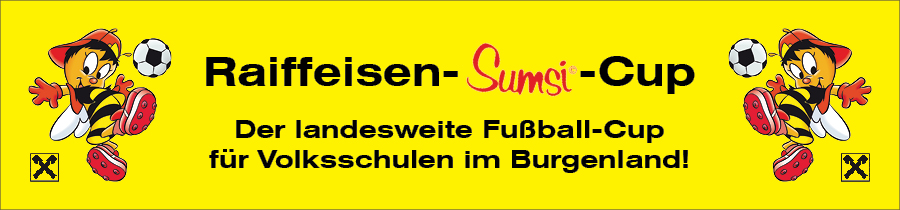 Raiffeisen-Sumsi®-Cup
Der landesweite Fußball-Cup
für Volksschulen im Burgenland!